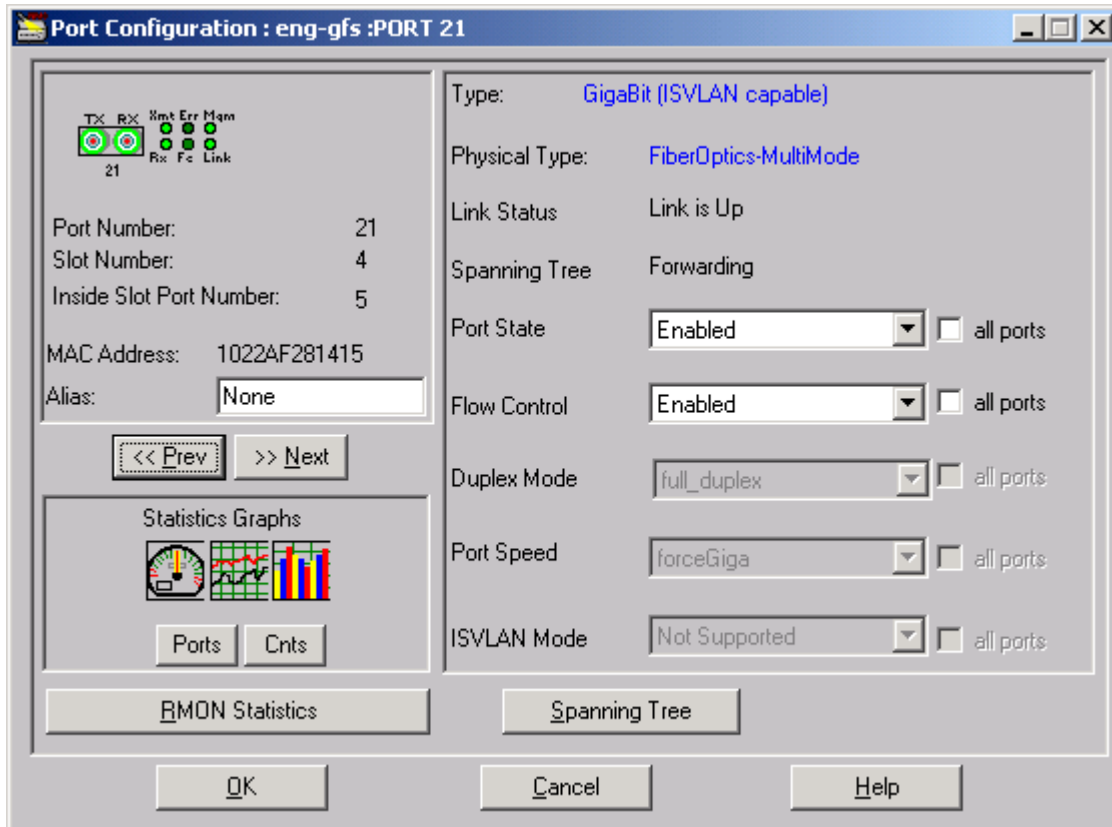 Port Configuration : eng-gfs :PORT 21
TX RX Xmt Err Mgm
Rx Fc Link
21
Port Number: 21
Slot Number: 4
Inside Slot Port Number: 5
MAC Address: 1022AF281415
Alias: None
<< Prev >> Next
Statistics Graphs
Ports Cnts
RMON Statistics
Type: GigaBit (ISVLAN capable)
Physical Type: FiberOptics-MultiMode
Link Status Link is Up
Spanning Tree Forwarding
Port State Enabled all ports
Flow Control Enabled all ports
Duplex Mode full_duplex all ports
Port Speed forceGiga all ports
ISVLAN Mode Not Supported all ports
Spanning Tree
OK Cancel Help